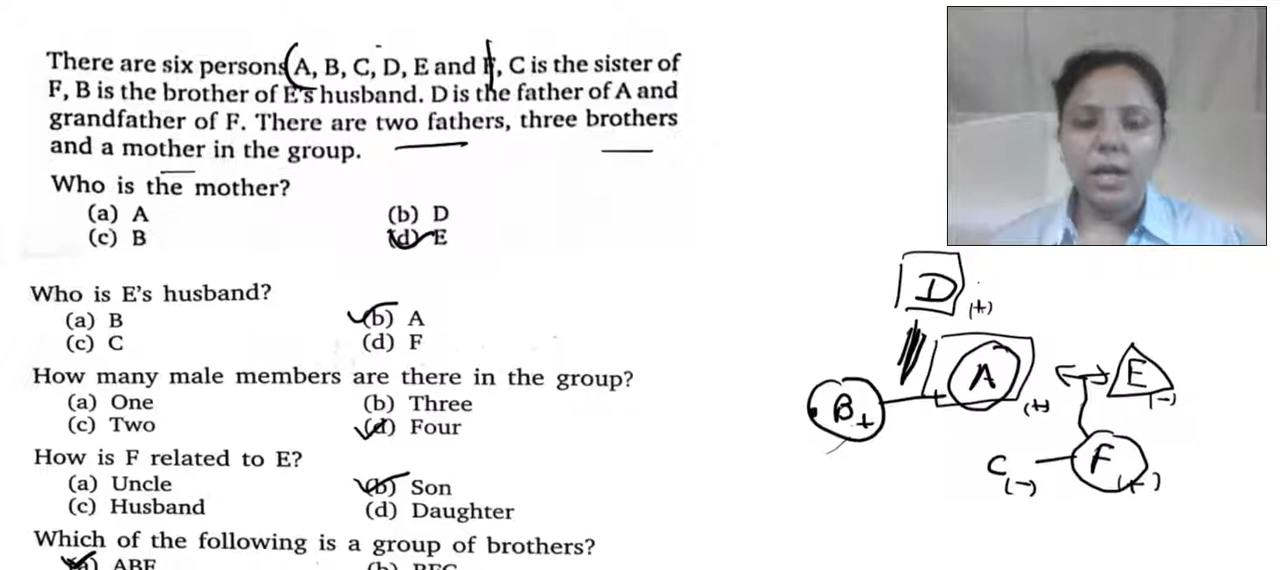 There are six persons A, B, C, D, E and F, C is the sister of
F, B is the brother of E's husband. D is the father of A and
grandfather of F. There are two fathers, three brothers
and a mother in the group.
Who is the mother?
(a) A (b) D
(c) B (d) E
Who is E's husband?
(a) B (b) A
(c) C (d) F
How many male members are there in the group?
(a) One (b) Three
(c) Two (d) Four
How is F related to E?
(a) Uncle (b) Son
(c) Husband (d) Daughter
Which of the following is a group of brothers?
(a) ABF (b) BFC
D (+)
A (+)
E (-)
B +
C (-) F (+)